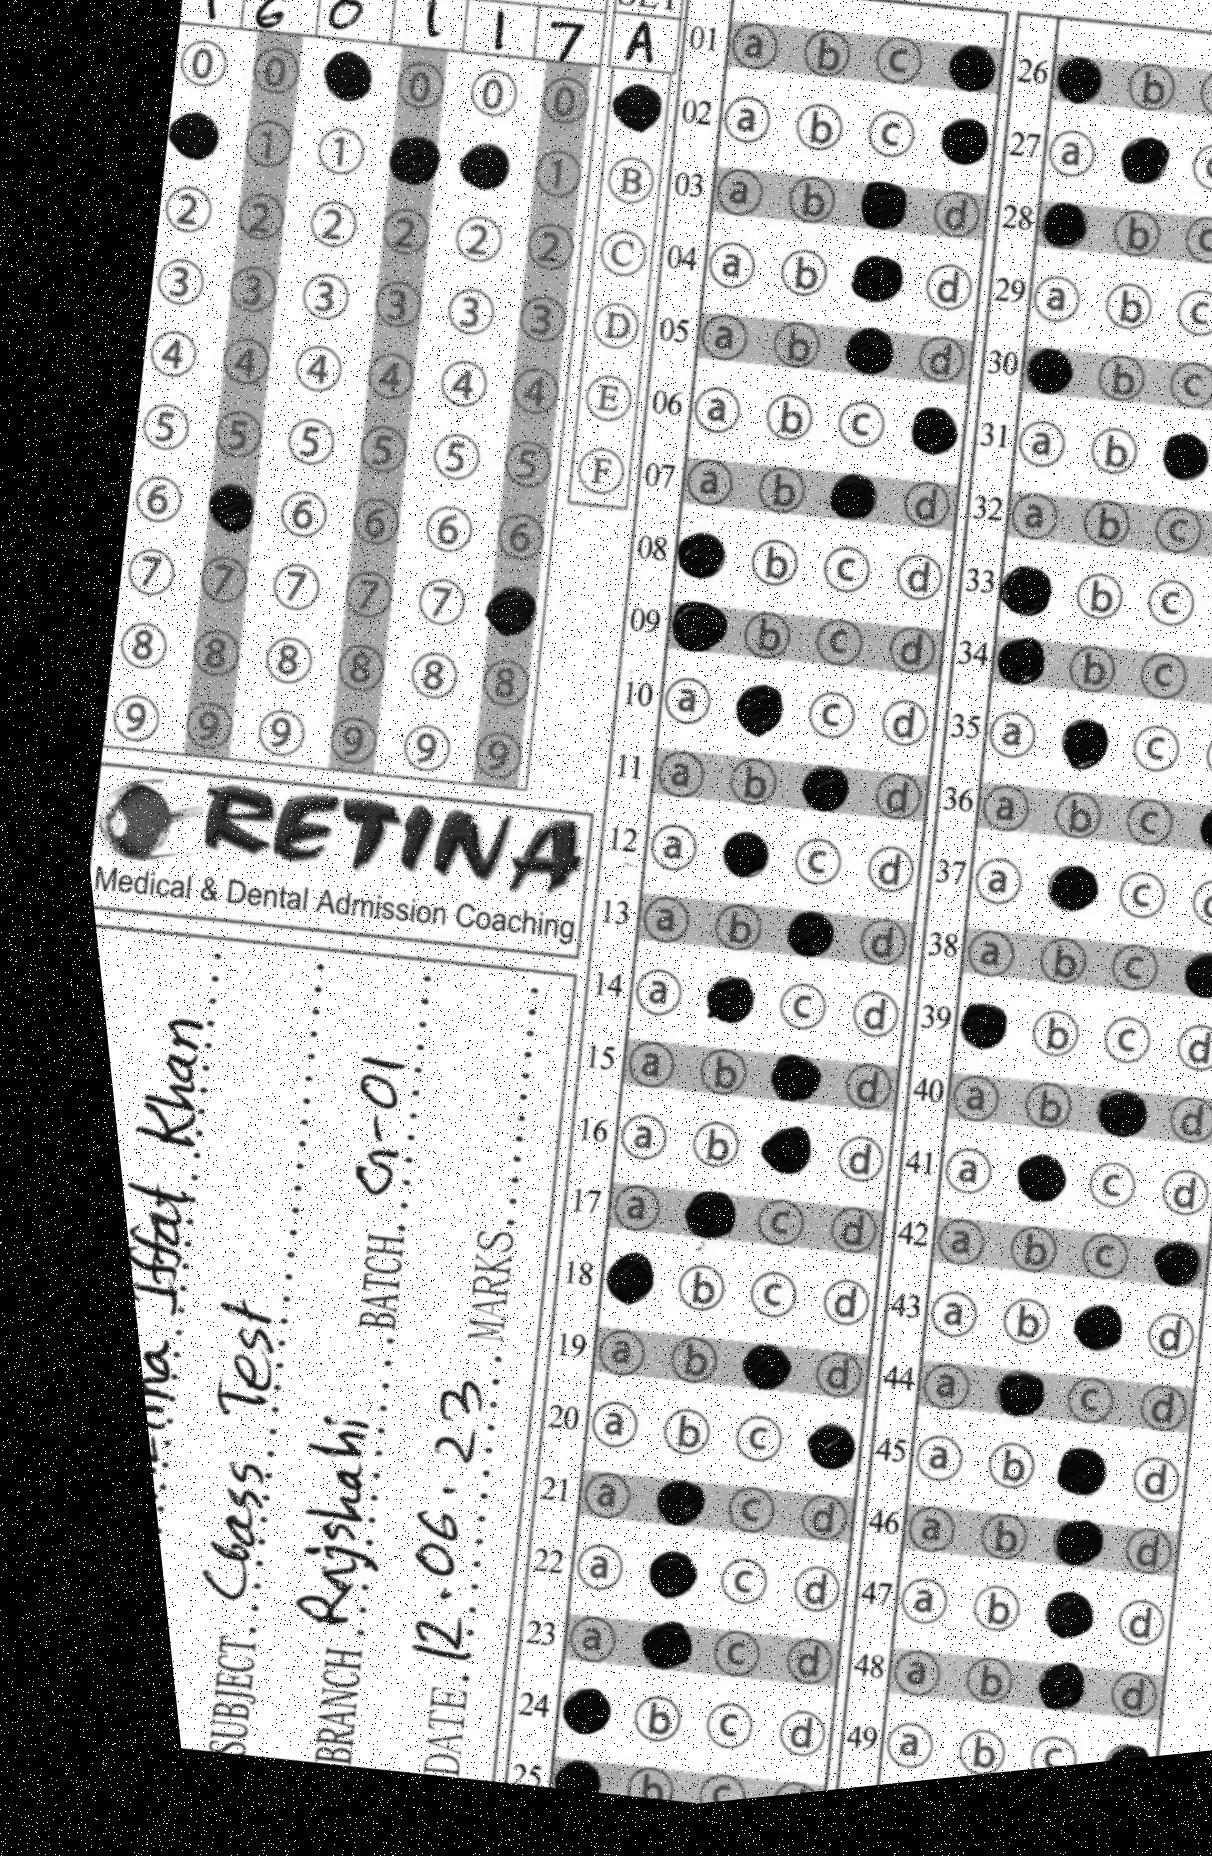 1 6 0 1 1 7 A
0 0 0 0 0
1 1 1 B
2 2 2 2 2 2 C
3 3 3 3 3 3 D
4 4 4 4 4 4 E
5 5 5 5 5 5 F
6 6 6 6 6
7 7 7 7 7
8 8 8 8 8 8
9 9 9 9 9 9
RETINA
Medical & Dental Admission Coaching
Iffat Khan
SUBJECT Class Test
BRANCH Rajshahi BATCH G-01
DATE 12.06.23 MARKS
01 a b c
02 a b c
03 a b d
04 a b d
05 a b d
06 a b c
07 a b d
08 b c d
09 b c d
10 a c d
11 a b d
12 a c d
13 a b d
14 a c d
15 a b d
16 a b d
17 a c d
18 b c d
19 a b d
20 a b c
21 a c d
22 a c d
23 a c d
24 b c d
25 b c
26 b
27 a
28 b c
29 a b c
30 b c
31 a b
32 a b c
33 b c
34 b c
35 a c
36 a b c
37 a c
38 a b c
39 b c d
40 a b d
41 a c d
42 a b c
43 a b d
44 a c d
45 a b d
46 a b d
47 a b d
48 a b d
49 a b c